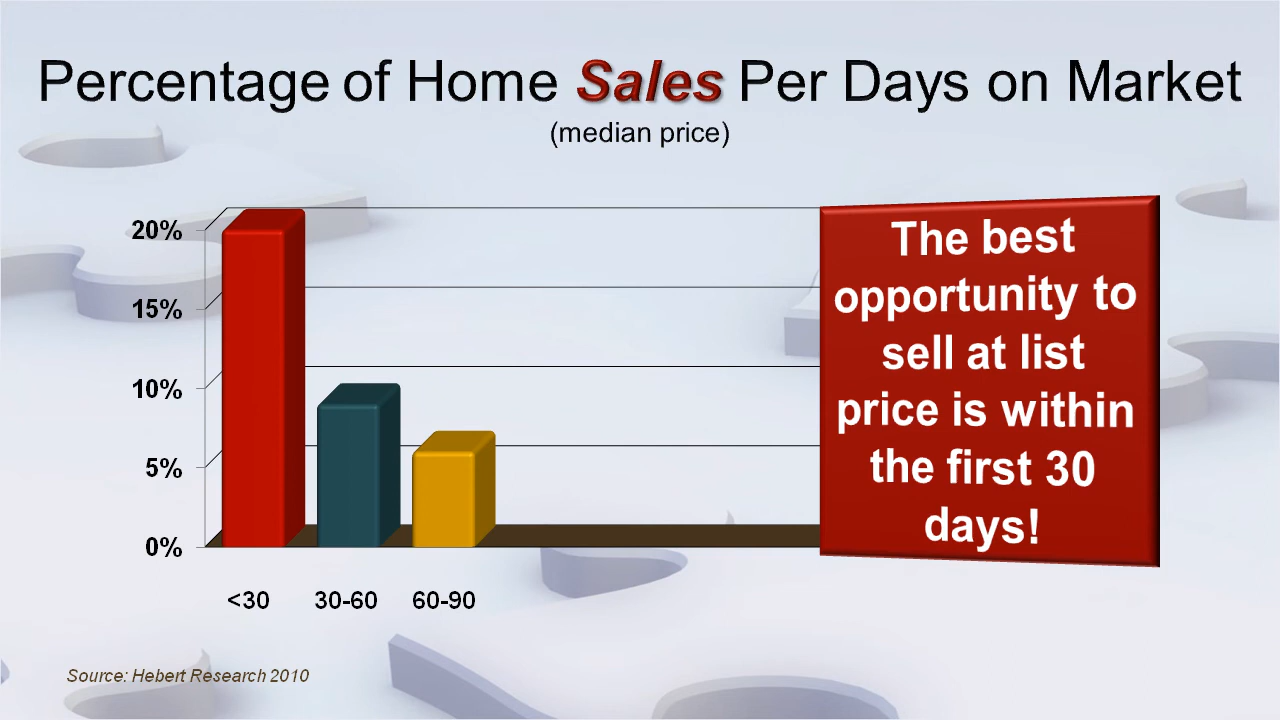 Percentage of Home Sales Per Days on Market
(median price)
20%
15%
10%
5%
0%
<30 30-60 60-90
The best
opportunity to
sell at list
price is within
the first 30
days!
Source: Hebert Research 2010